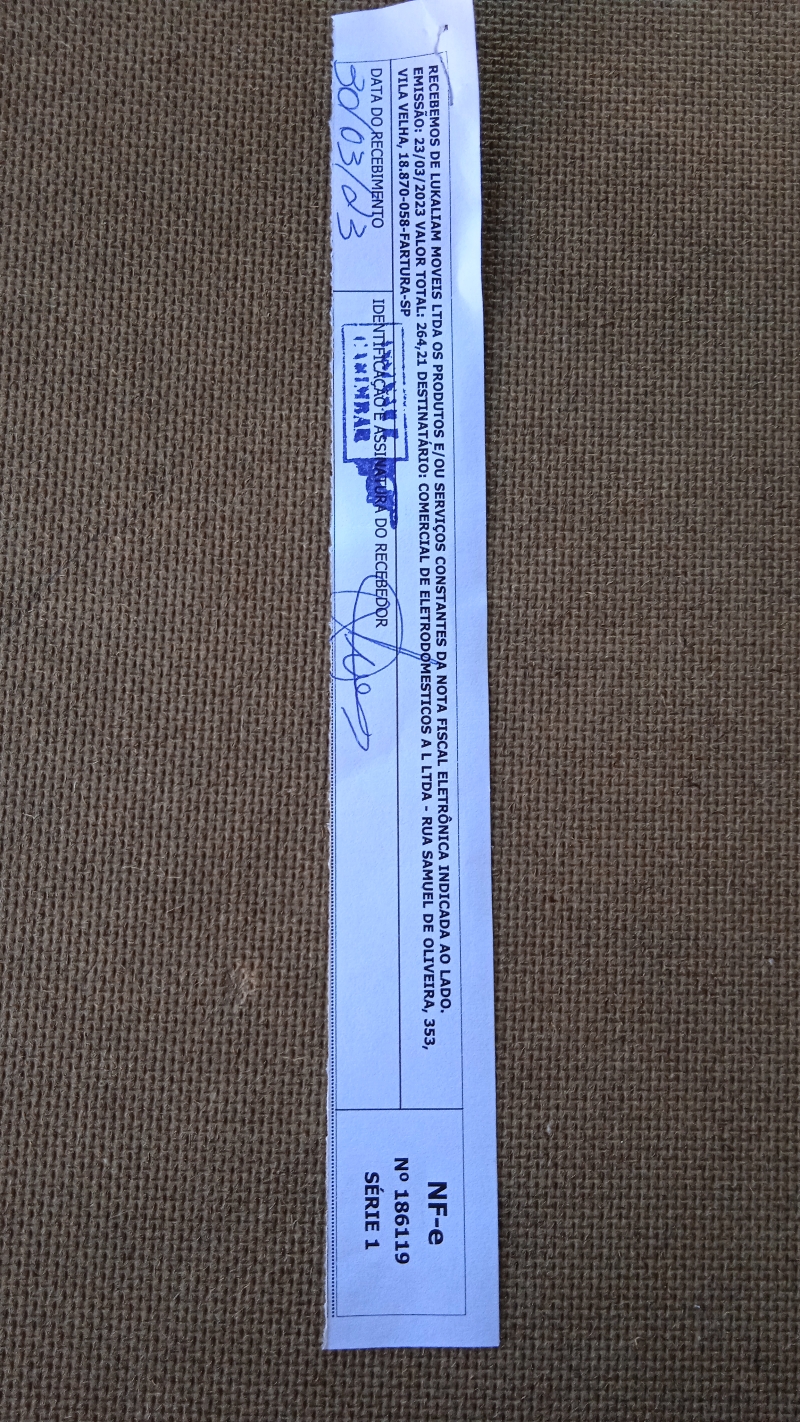 RECEBEMOS DE LUKALIAM MOVEIS LTDA OS PRODUTOS E/OU SERVIÇOS CONSTANTES DA NOTA FISCAL ELETRÔNICA INDICADA AO LADO.
EMISSÃO: 23/03/2023 VALOR TOTAL: 264,21 DESTINATÁRIO: COMERCIAL DE ELETRODOMESTICOS A L LTDA - RUA SAMUEL DE OLIVEIRA, 353,
VILA VELHA, 18.870-058-FARTURA-SP
DATA DO RECEBIMENTO
30/03/23
IDENTIFICAÇÃO E ASSINATURA DO RECEBEDOR
NF-e
Nº 186119
SÉRIE 1